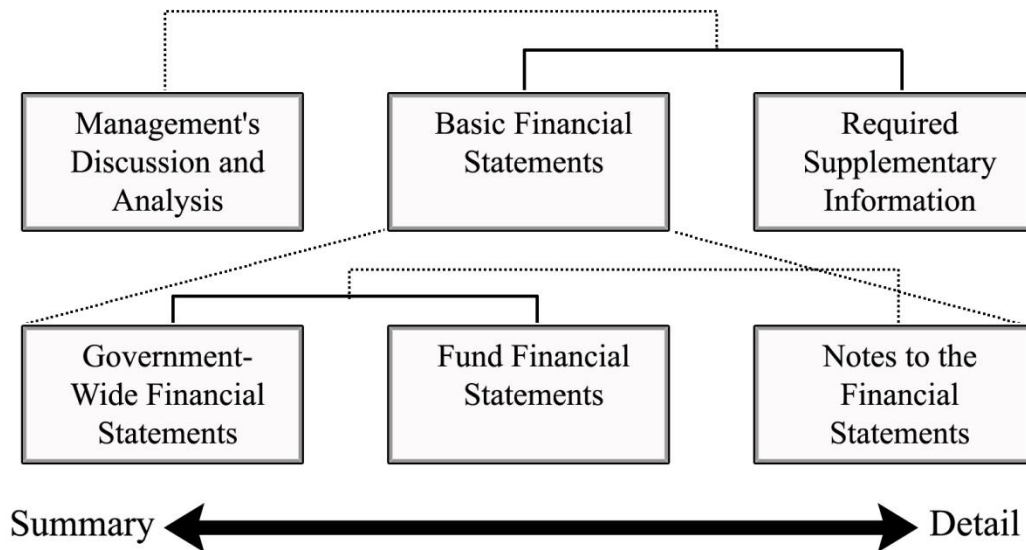 Management's
Discussion and
Analysis
Basic Financial
Statements
Required
Supplementary
Information
Government-
Wide Financial
Statements
Fund Financial
Statements
Notes to the
Financial
Statements
Summary
Detail